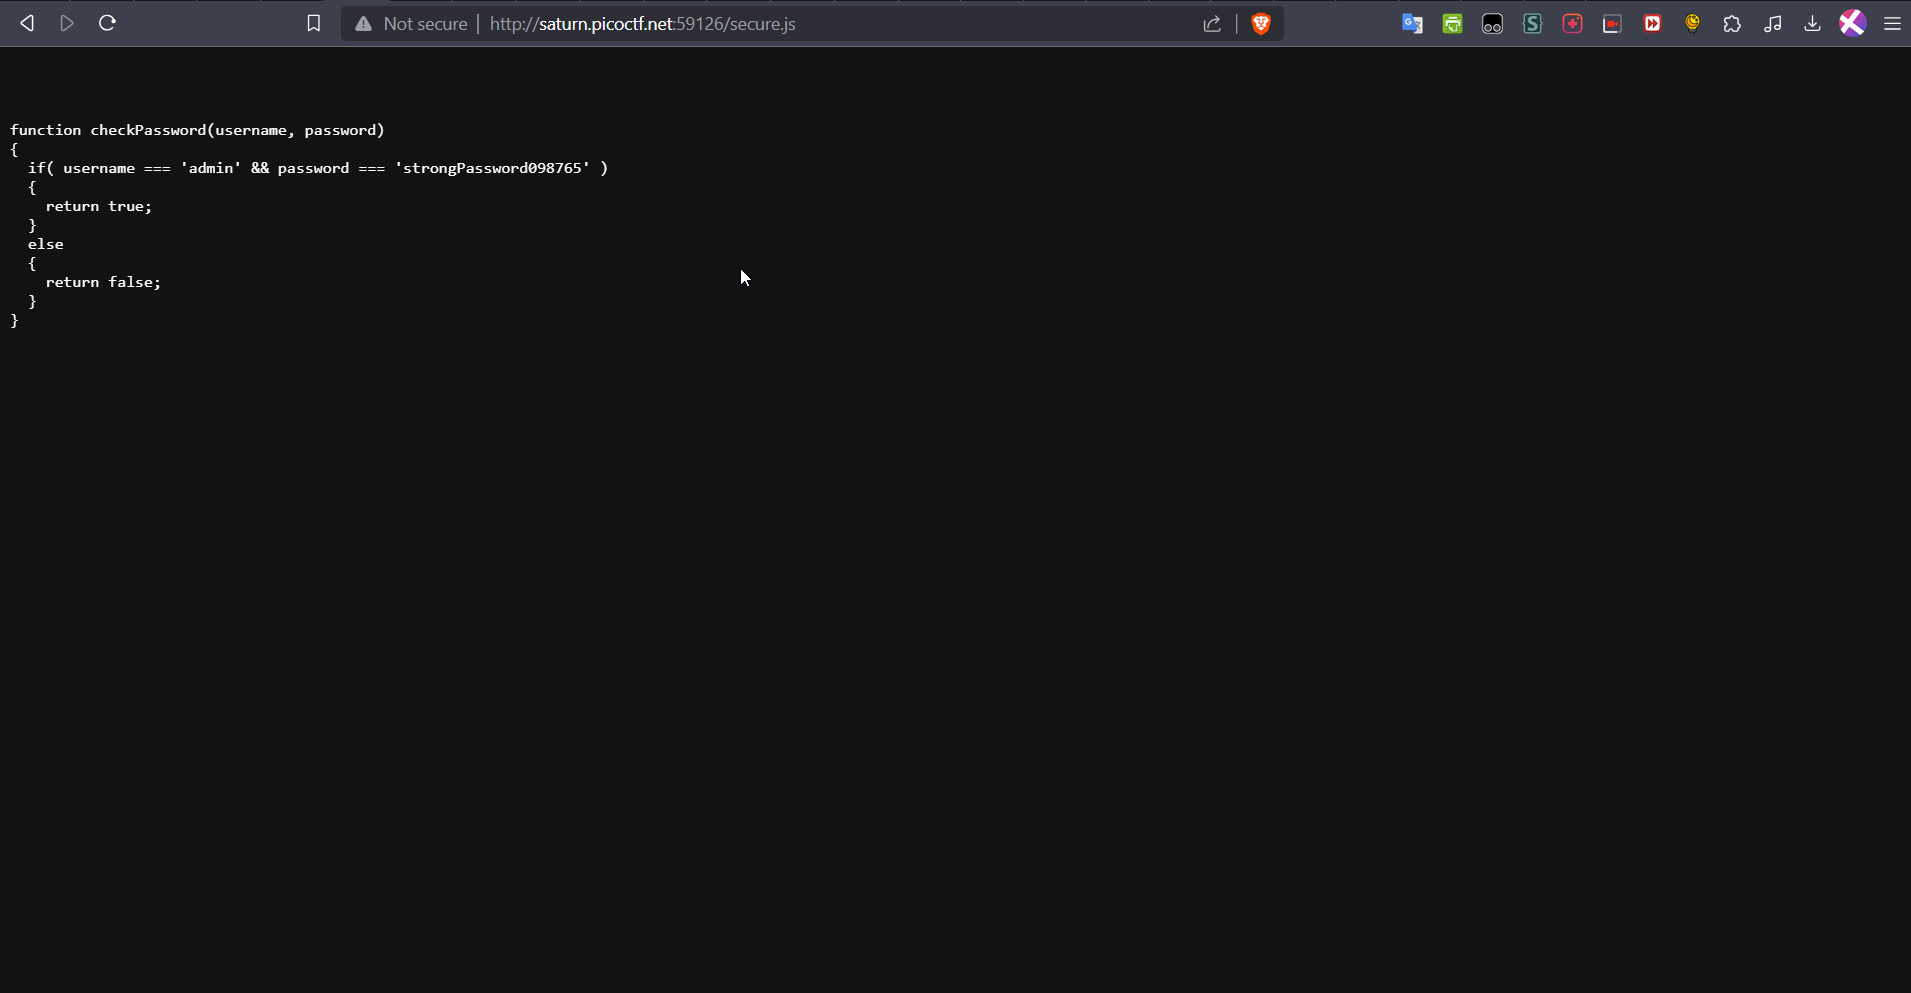 Not secure | http://saturn.picoctf.net:59126/secure.js
function checkPassword(username, password)
{
  if( username === 'admin' && password === 'strongPassword098765' )
  {
    return true;
  }
  else
  {
    return false;
  }
}